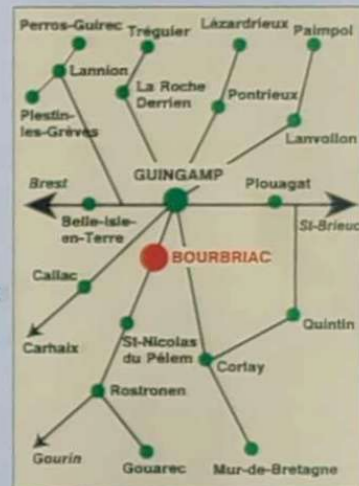 Perros-Guirec
Tréguier
Lézardrieux
Paimpol
Lannion
La Roche
Derrien
Pontrieux
Plestin-
les-Grèves
Lanvollon
GUINGAMP
Brest
Plouagat
Belle-Isle-
en-Terre
St-Brieuc
BOURBRIAC
Callac
Quintin
Carhaix
St-Nicolas
du Pélem
Corlay
Rostronen
Gourin
Gouarec
Mur-de-Bretagne